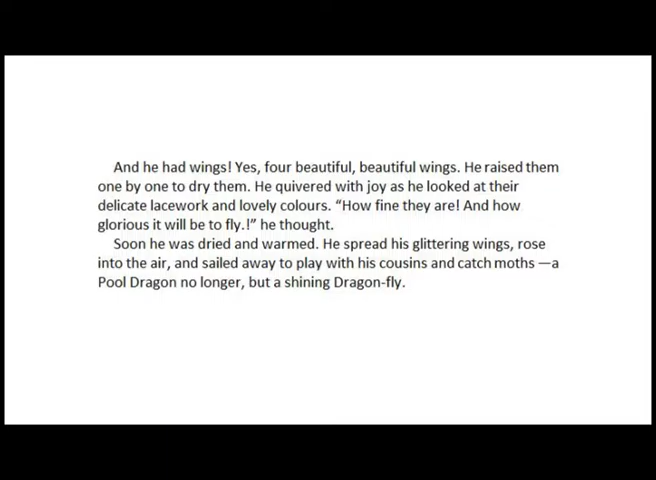 And he had wings! Yes, four beautiful, beautiful wings. He raised them
one by one to dry them. He quivered with joy as he looked at their
delicate lacework and lovely colours. “How fine they are! And how
glorious it will be to fly.!” he thought.
Soon he was dried and warmed. He spread his glittering wings, rose
into the air, and sailed away to play with his cousins and catch moths —a
Pool Dragon no longer, but a shining Dragon-fly.